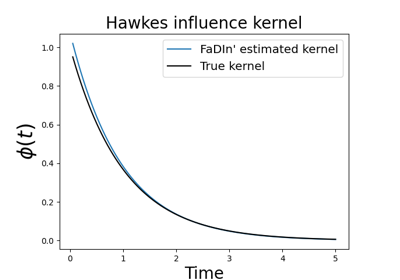 Hawkes influence kernel
FaDIn' estimated kernel
True kernel
ϕ(t)
1.0
0.8
0.6
0.4
0.2
0.0
0 1 2 3 4 5
Time